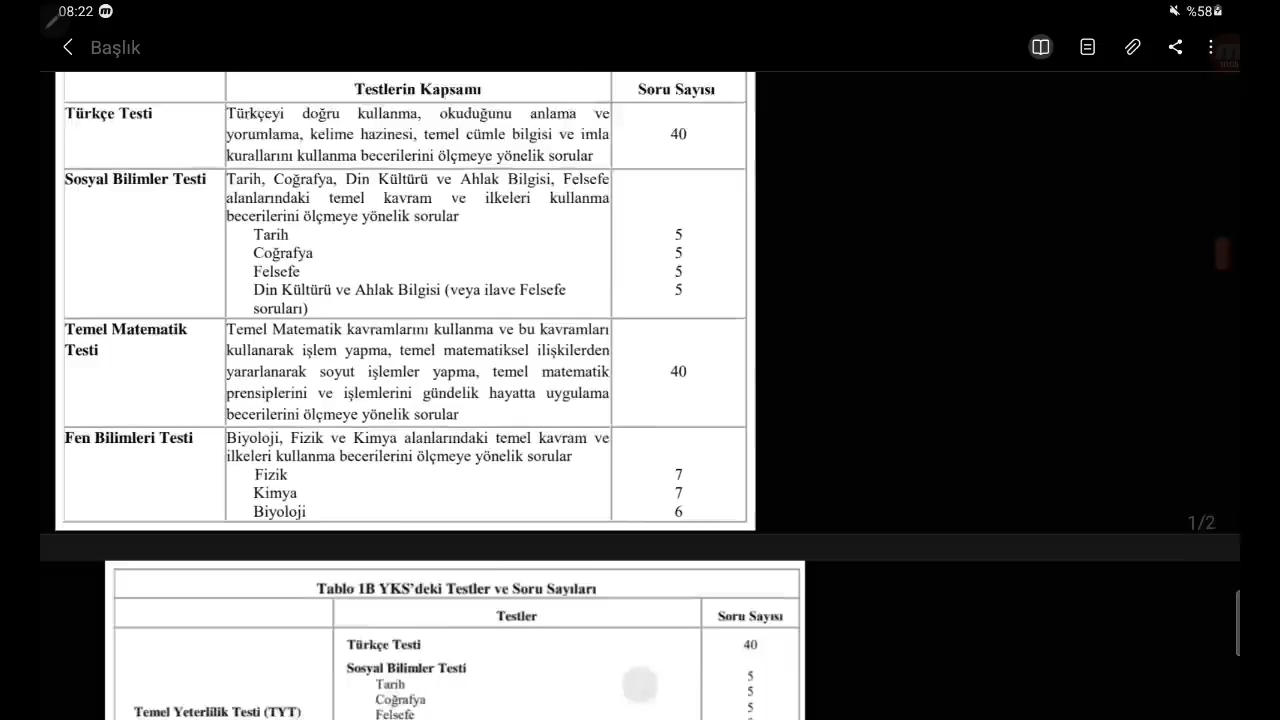 08:22
%58
Başlık
Testlerin Kapsamı Soru Sayısı
Türkçe Testi Türkçeyi doğru kullanma, okuduğunu anlama ve
yorumlama, kelime hazinesi, temel cümle bilgisi ve imla 40
kurallarını kullanma becerilerini ölçmeye yönelik sorular
Sosyal Bilimler Testi Tarih, Coğrafya, Din Kültürü ve Ahlak Bilgisi, Felsefe
alanlarındaki temel kavram ve ilkeleri kullanma
becerilerini ölçmeye yönelik sorular
Tarih 5
Coğrafya 5
Felsefe 5
Din Kültürü ve Ahlak Bilgisi (veya ilave Felsefe 5
soruları)
Temel Matematik Temel Matematik kavramlarını kullanma ve bu kavramları
Testi kullanarak işlem yapma, temel matematiksel ilişkilerden
yararlanarak soyut işlemler yapma, temel matematik 40
prensiplerini ve işlemlerini gündelik hayatta uygulama
becerilerini ölçmeye yönelik sorular
Fen Bilimleri Testi Biyoloji, Fizik ve Kimya alanlarındaki temel kavram ve
ilkeleri kullanma becerilerini ölçmeye yönelik sorular
Fizik 7
Kimya 7
Biyoloji 6
1/2
Tablo 1B YKS'deki Testler ve Soru Sayıları
Testler Soru Sayısı
Türkçe Testi 40
Sosyal Bilimler Testi
Tarih 5
Coğrafya 5
Felsefe 5
Temel Yeterlilik Testi (TYT)